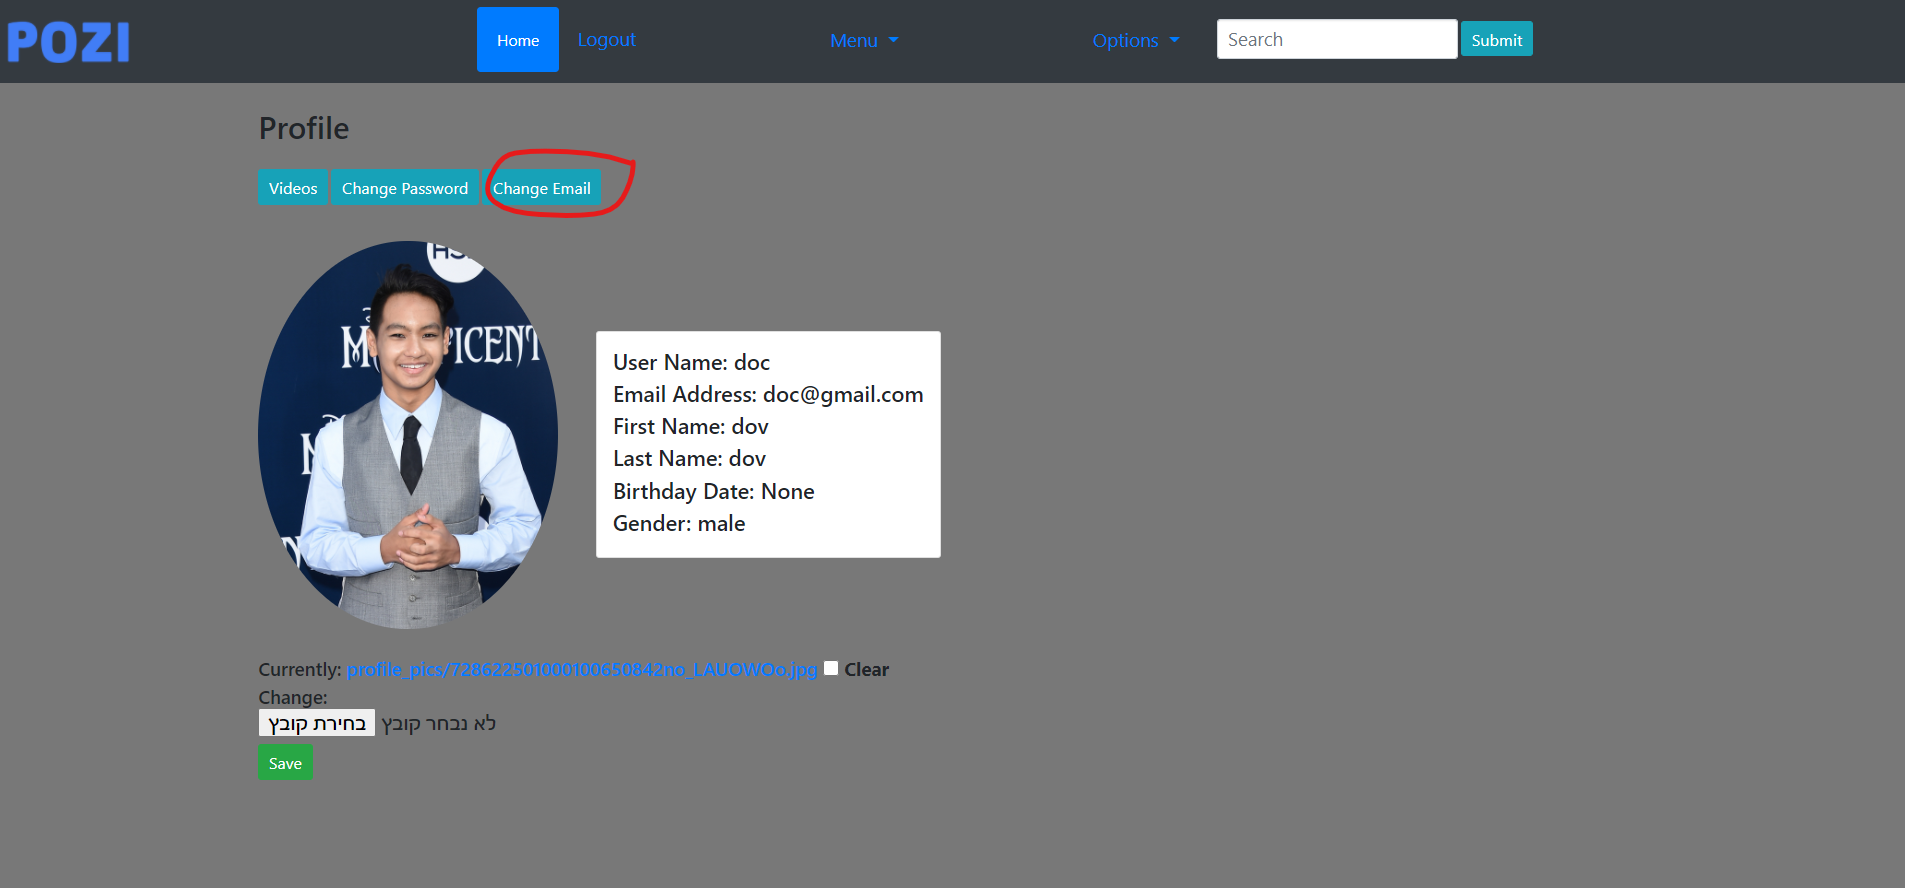 POZI
Home
Logout
Menu
Options
Search
Submit
Profile
Videos
Change Password
Change Email
User Name: doc
Email Address: doc@gmail.com
First Name: dov
Last Name: dov
Birthday Date: None
Gender: male
Currently: profile_pics/728622501000100650842no_LAUOWOo.jpg Clear
Change:
בחירת קובץ לא נבחר קובץ
Save